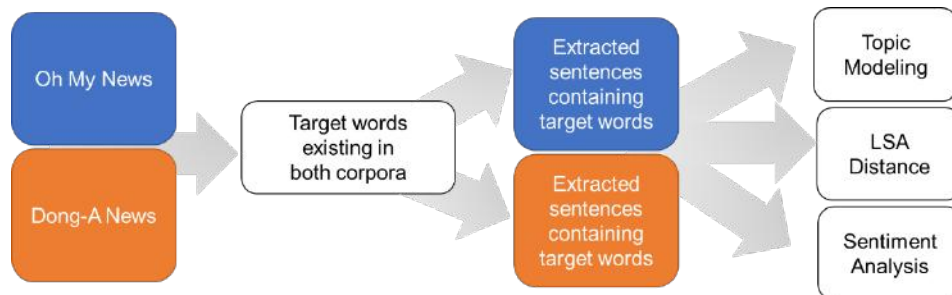 Oh My News
Dong-A News
Target words
existing in
both corpora
Extracted
sentences
containing
target words
Extracted
sentences
containing
target words
Topic
Modeling
LSA
Distance
Sentiment
Analysis